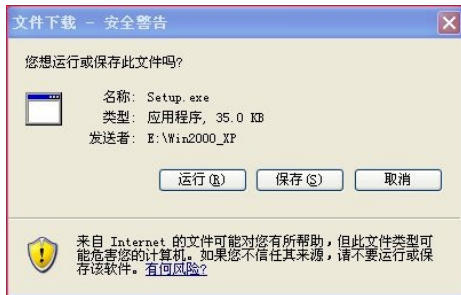 文件下载 - 安全警告
您想运行或保存此文件吗?
名称: Setup.exe
类型: 应用程序, 35.0 KB
发送者: E:\Win2000_XP
运行(R) 保存(S) 取消
来自 Internet 的文件可能对您有所帮助，但此文件类型可
能危害您的计算机。如果您不信任其来源，请不要运行或保
存该软件。有何风险?